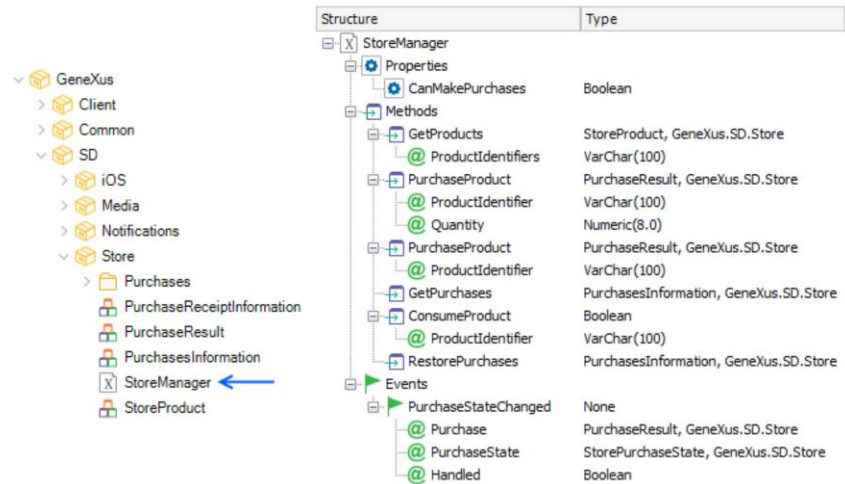 GeneXus
Client
Common
SD
iOS
Media
Notifications
Store
Purchases
PurchaseReceiptInformation
PurchaseResult
PurchasesInformation
StoreManager
StoreProduct
Structure Type
StoreManager
Properties
CanMakePurchases Boolean
Methods
GetProducts StoreProduct, GeneXus.SD.Store
ProductIdentifiers VarChar(100)
PurchaseProduct PurchaseResult, GeneXus.SD.Store
ProductIdentifier VarChar(100)
Quantity Numeric(8.0)
PurchaseProduct PurchaseResult, GeneXus.SD.Store
ProductIdentifier VarChar(100)
GetPurchases PurchasesInformation, GeneXus.SD.Store
ConsumeProduct Boolean
ProductIdentifier VarChar(100)
RestorePurchases PurchasesInformation, GeneXus.SD.Store
Events
PurchaseStateChanged None
Purchase PurchaseResult, GeneXus.SD.Store
PurchaseState StorePurchaseState, GeneXus.SD.Store
Handled Boolean